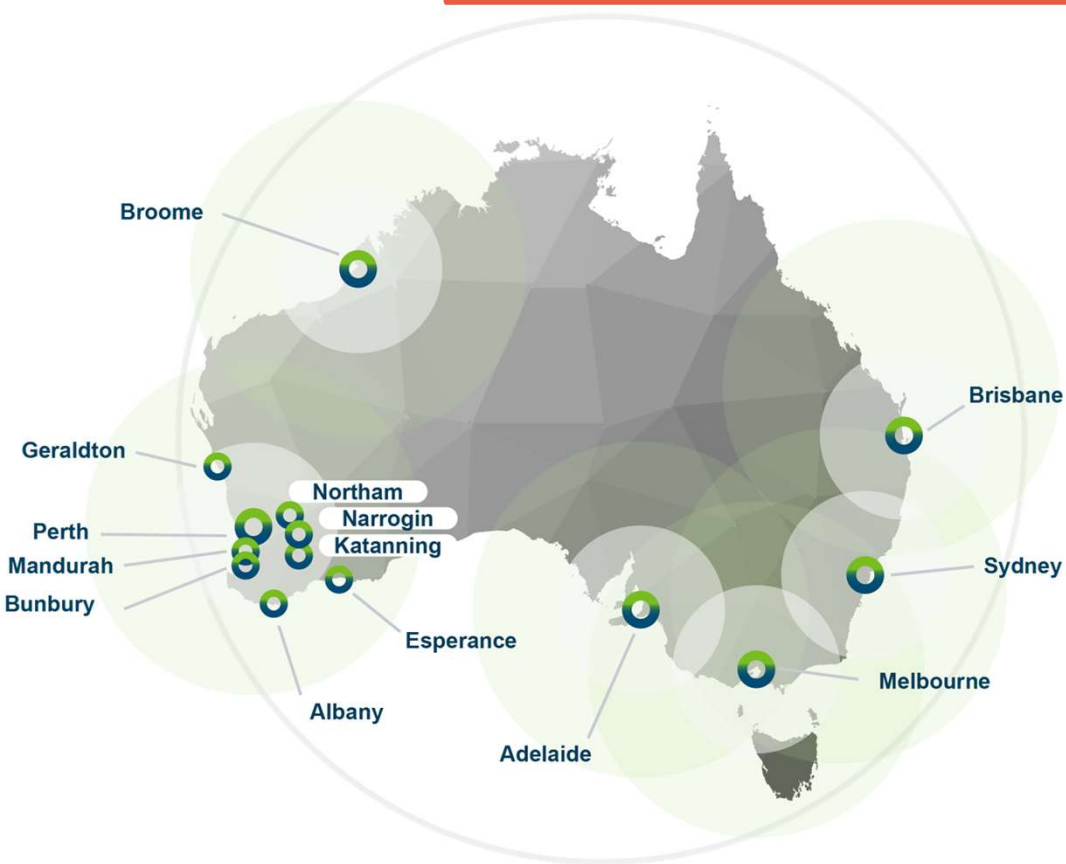 Broome
Brisbane
Geraldton
Northam
Narrogin
Perth
Katanning
Mandurah
Sydney
Bunbury
Esperance
Melbourne
Albany
Adelaide